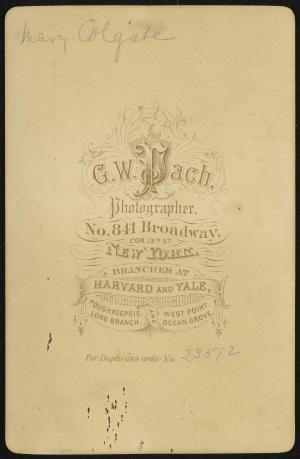 Mary Colgate
G. W. Pach,
Photographer,
No. 841 Broadway.
COR. 13TH ST.
NEW YORK.
BRANCHES AT
HARVARD AND YALE,
POUGHKEEPSIE, AND WEST POINT,
LONG BRANCH, OCEAN GROVE
For Duplicates order No. 23572